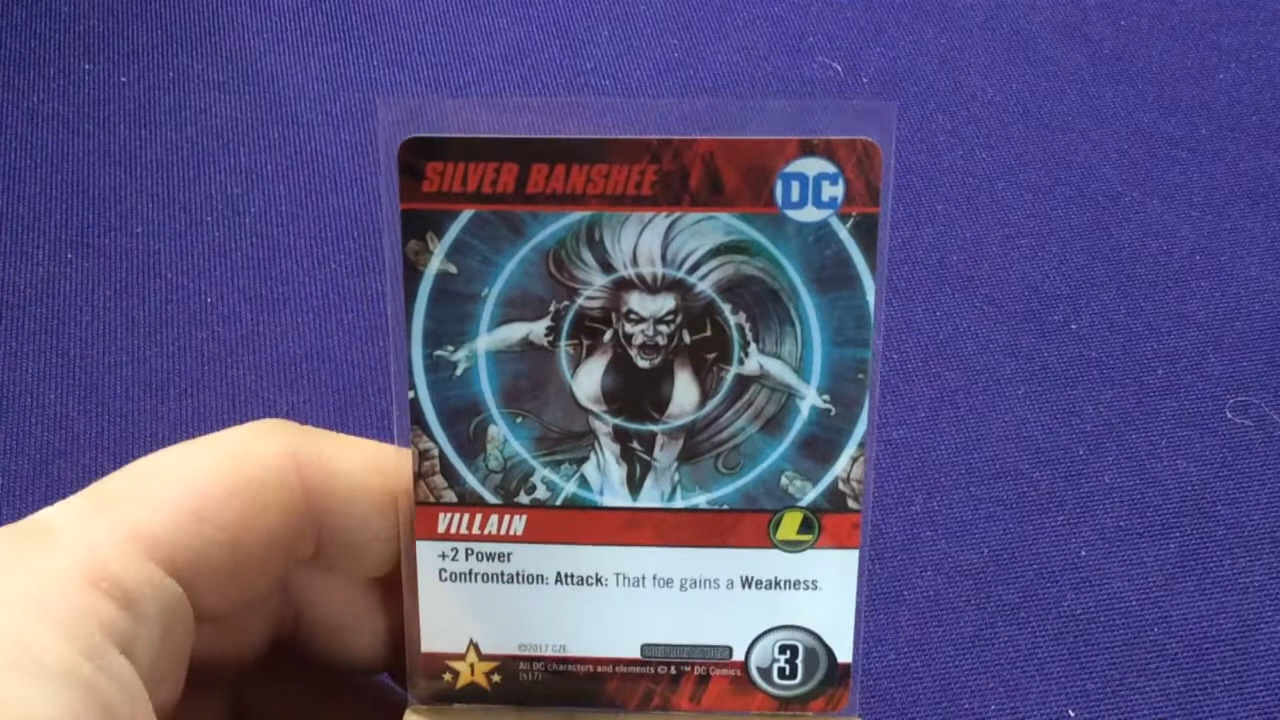 SILVER BANSHEE
DC
VILLAIN
L
+2 Power
Confrontation: Attack: That foe gains a Weakness.
1
©2017 CZE
All DC characters and elements © & ™ DC Comics.
(s17)
3